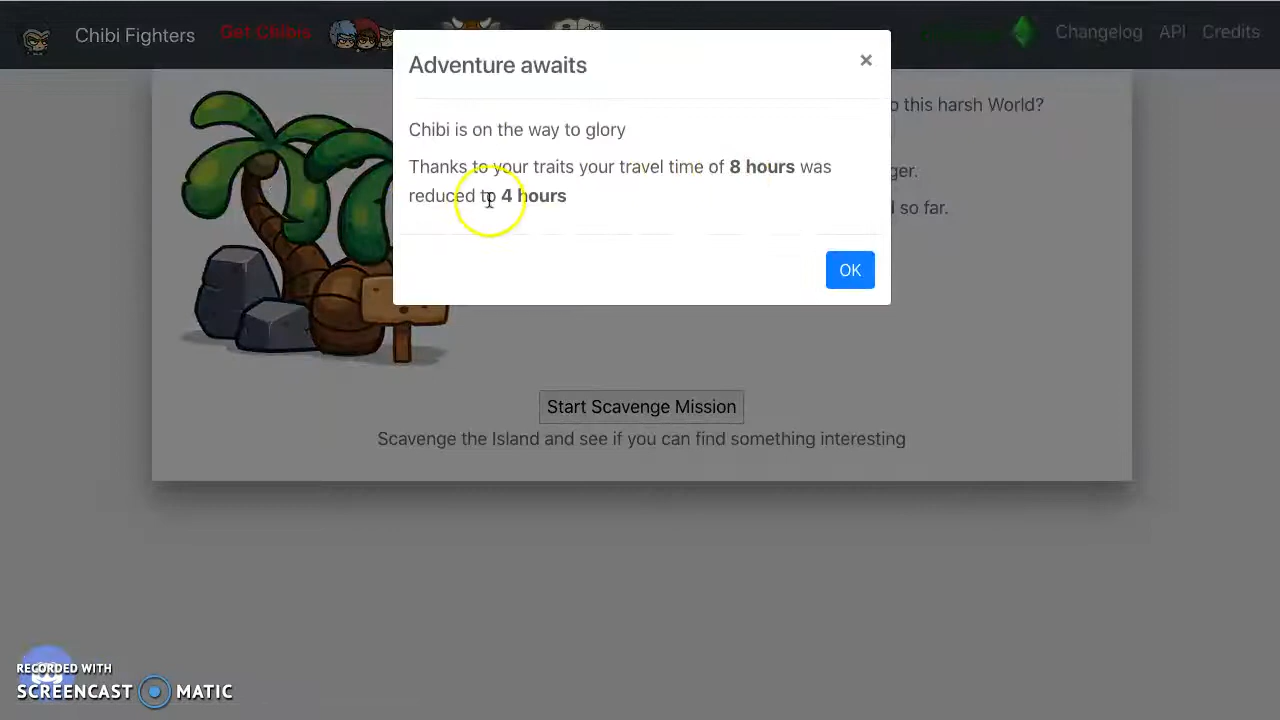 Chibi Fighters
Get Chibis
Changelog
API
Credits
Adventure awaits
×
o this harsh World?
Chibi is on the way to glory
Thanks to your traits your travel time of 8 hours was
reduced to 4 hours
ger.
d so far.
OK
Start Scavenge Mission
Scavenge the Island and see if you can find something interesting
RECORDED WITH
SCREENCAST MATIC